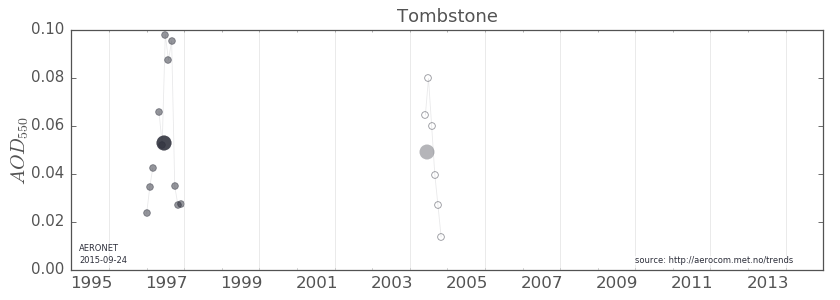 Tombstone
0.10
0.08
0.06
0.04
0.02
0.00
AOD550
AERONET
2015-09-24
source: http://aerocom.met.no/trends
1995 1997 1999 2001 2003 2005 2007 2009 2011 2013